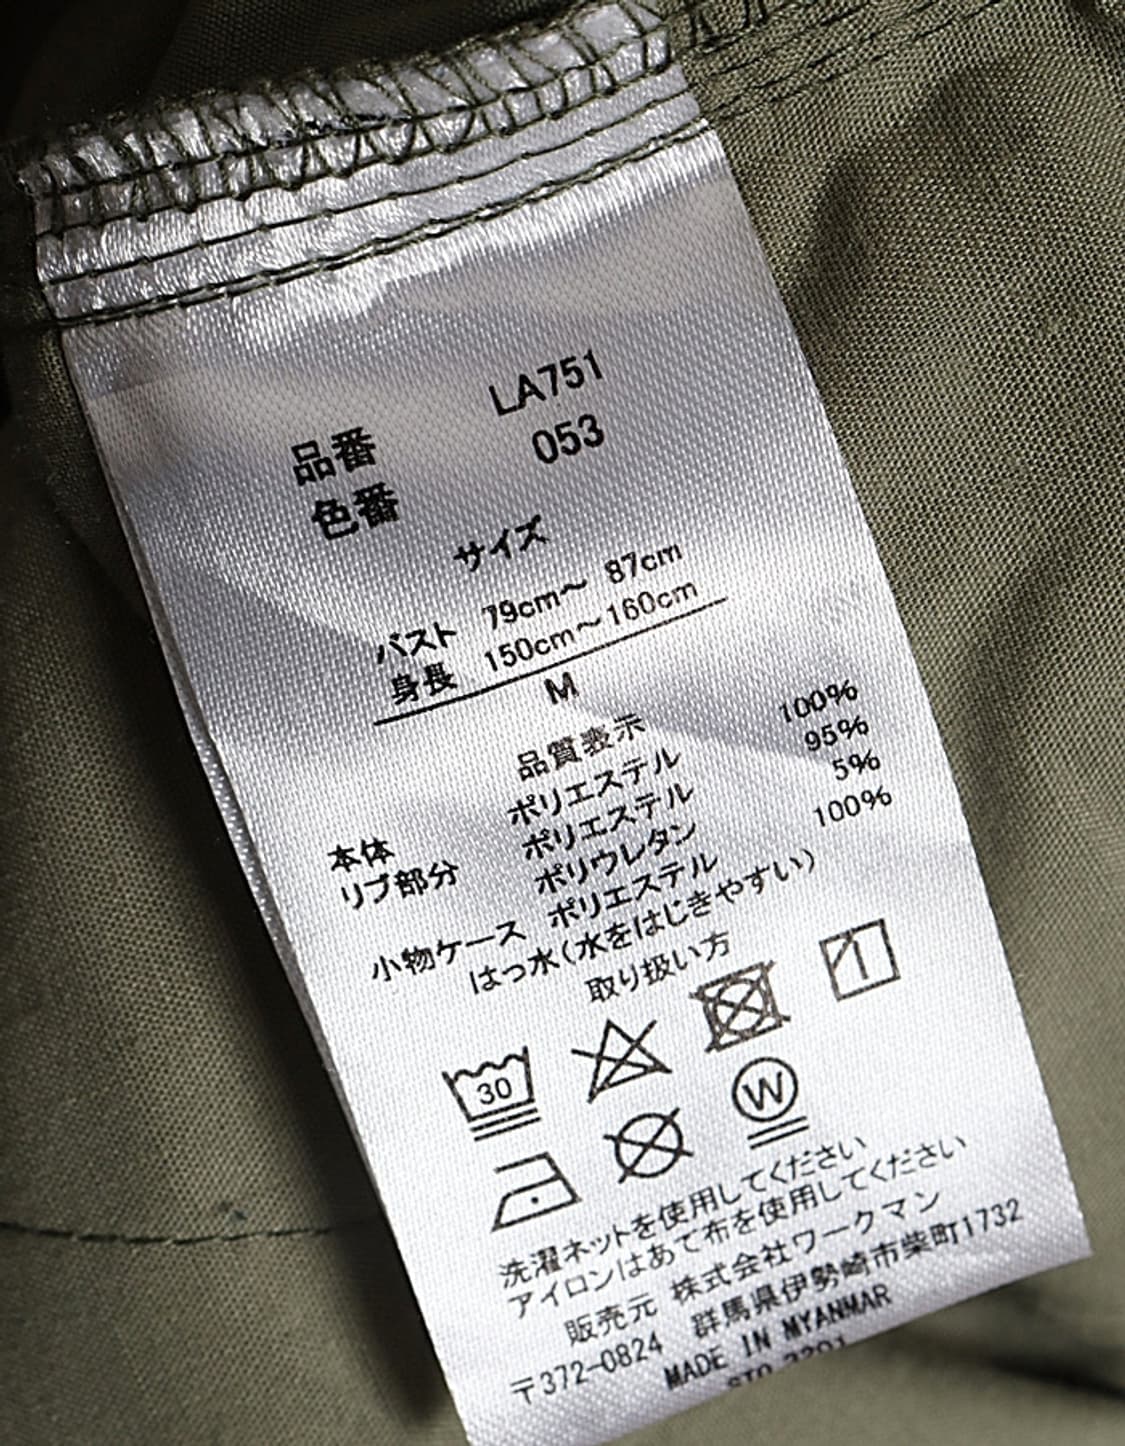 品番 LA751
色番 053
サイズ
バスト 79cm～ 87cm
身長 150cm～160cm
M
品質表示
本体 ポリエステル 100%
リブ部分 ポリエステル 95%
ポリウレタン 5%
小物ケース ポリエステル 100%
はっ水(水をはじきやすい)
取り扱い方
30
W
洗濯ネットを使用してください
アイロンはあて布を使用してください
販売元 株式会社ワークマン
〒372-0824 群馬県伊勢崎市柴町1732
MADE IN MYANMAR